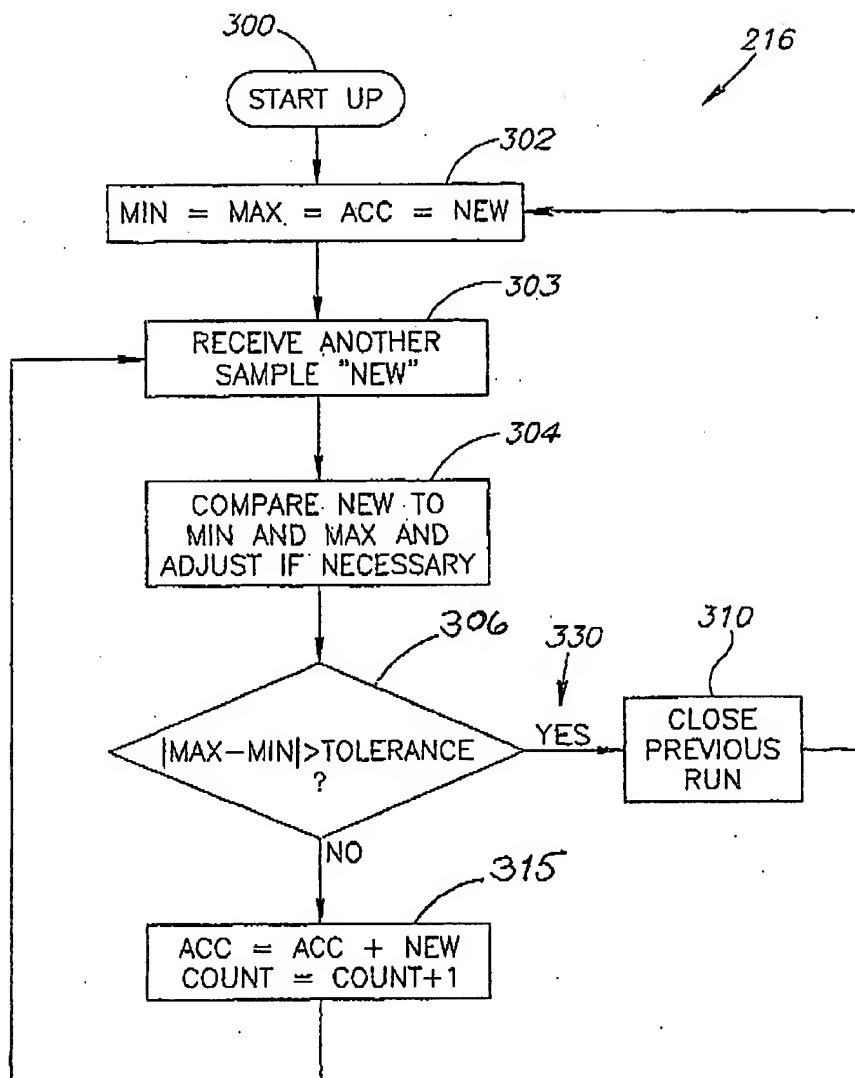 300
216
START UP
302
MIN = MAX = ACC = NEW
303
RECEIVE ANOTHER
SAMPLE "NEW"
304
COMPARE NEW TO
MIN AND MAX AND
ADJUST IF NECESSARY
306
330
310
|MAX-MIN|>TOLERANCE
?
YES
CLOSE
PREVIOUS
RUN
NO
315
ACC = ACC + NEW
COUNT = COUNT+1